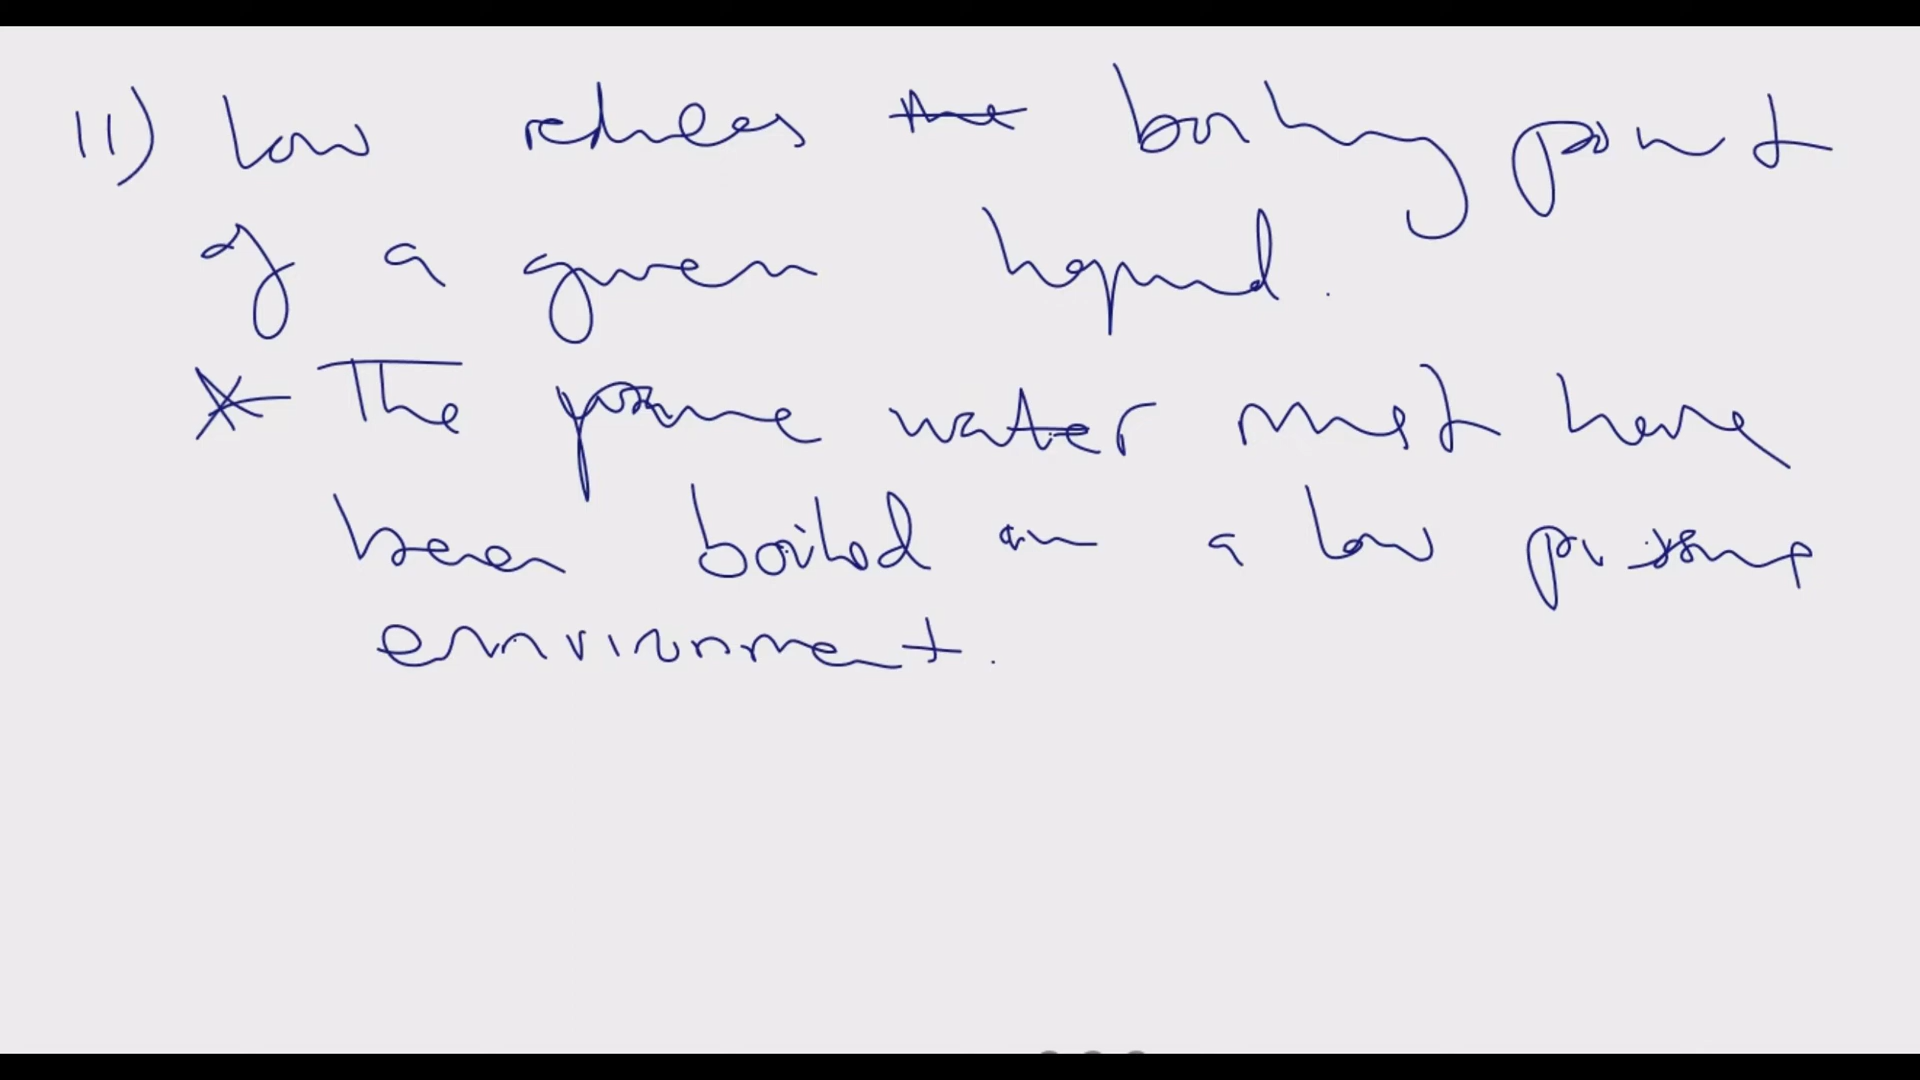 11) Low reduces the boiling point
of a given liquid.
* The pure water must have
been boiled in a low pressure
environment.